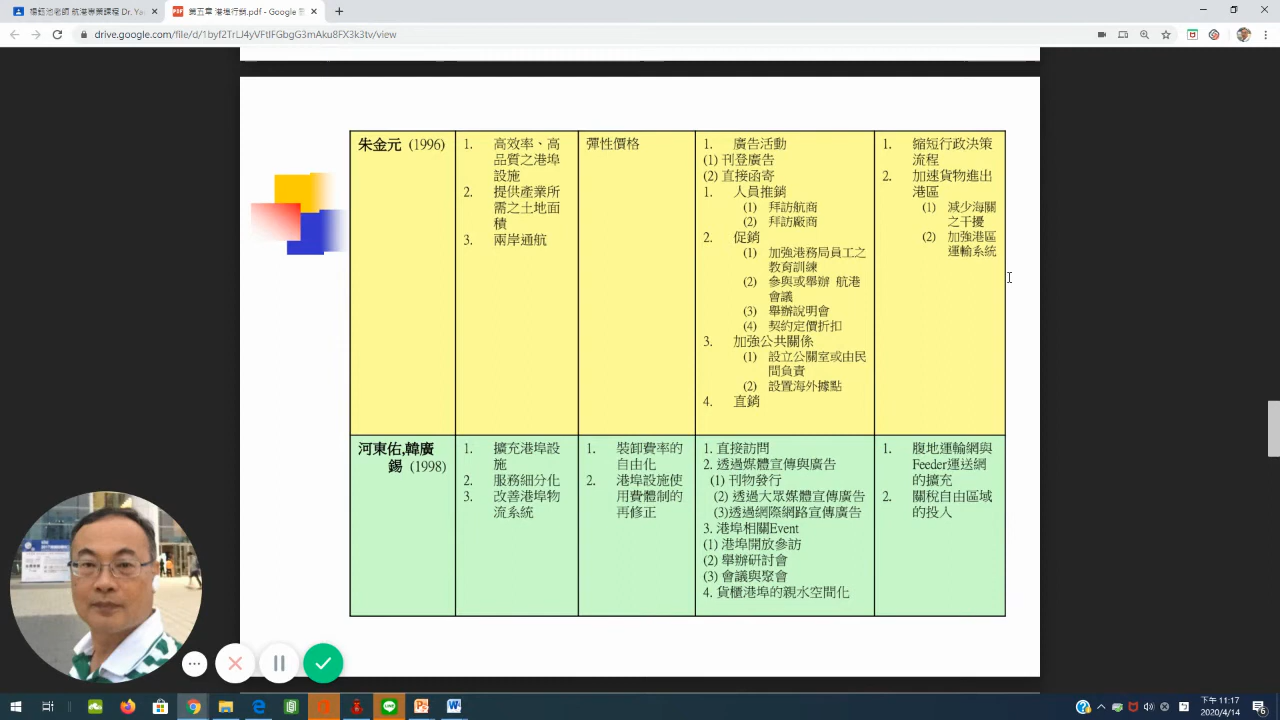 楊鈺池老師 航港專業課程 Dr. Yo
第五章 港埠行銷.pdf - Google
drive.google.com/file/d/1byf2TrLJ4yVFtIFGbgG3mAku8FX3k3tv/view
朱金元 (1996)
1. 高效率、高
品質之港埠
設施
2. 提供產業所
需之土地面
積
3. 兩岸通航
彈性價格
1. 廣告活動
(1) 刊登廣告
(2) 直接函寄
1. 人員推銷
(1) 拜訪航商
(2) 拜訪廠商
2. 促銷
(1) 加強港務局員工之
教育訓練
(2) 參與或舉辦 航港
會議
(3) 舉辦說明會
(4) 契約定價折扣
3. 加強公共關係
(1) 設立公關室或由民
間負責
(2) 設置海外據點
4. 直銷
1. 縮短行政決策
流程
2. 加速貨物進出
港區
(1) 減少海關
之干擾
(2) 加強港區
運輸系統
河東佑,韓廣
錫 (1998)
1. 擴充港埠設
施
2. 服務細分化
3. 改善港埠物
流系統
1. 裝卸費率的
自由化
2. 港埠設施使
用費體制的
再修正
1. 直接訪問
2. 透過媒體宣傳與廣告
(1) 刊物發行
(2) 透過大眾媒體宣傳廣告
(3)透過網際網路宣傳廣告
3. 港埠相關Event
(1) 港埠開放參訪
(2) 舉辦研討會
(3) 會議與聚會
4. 貨櫃港埠的親水空間化
1. 腹地運輸網與
Feeder運送網
的擴充
2. 關稅自由區域
的投入
下午 11:17
2020/4/14